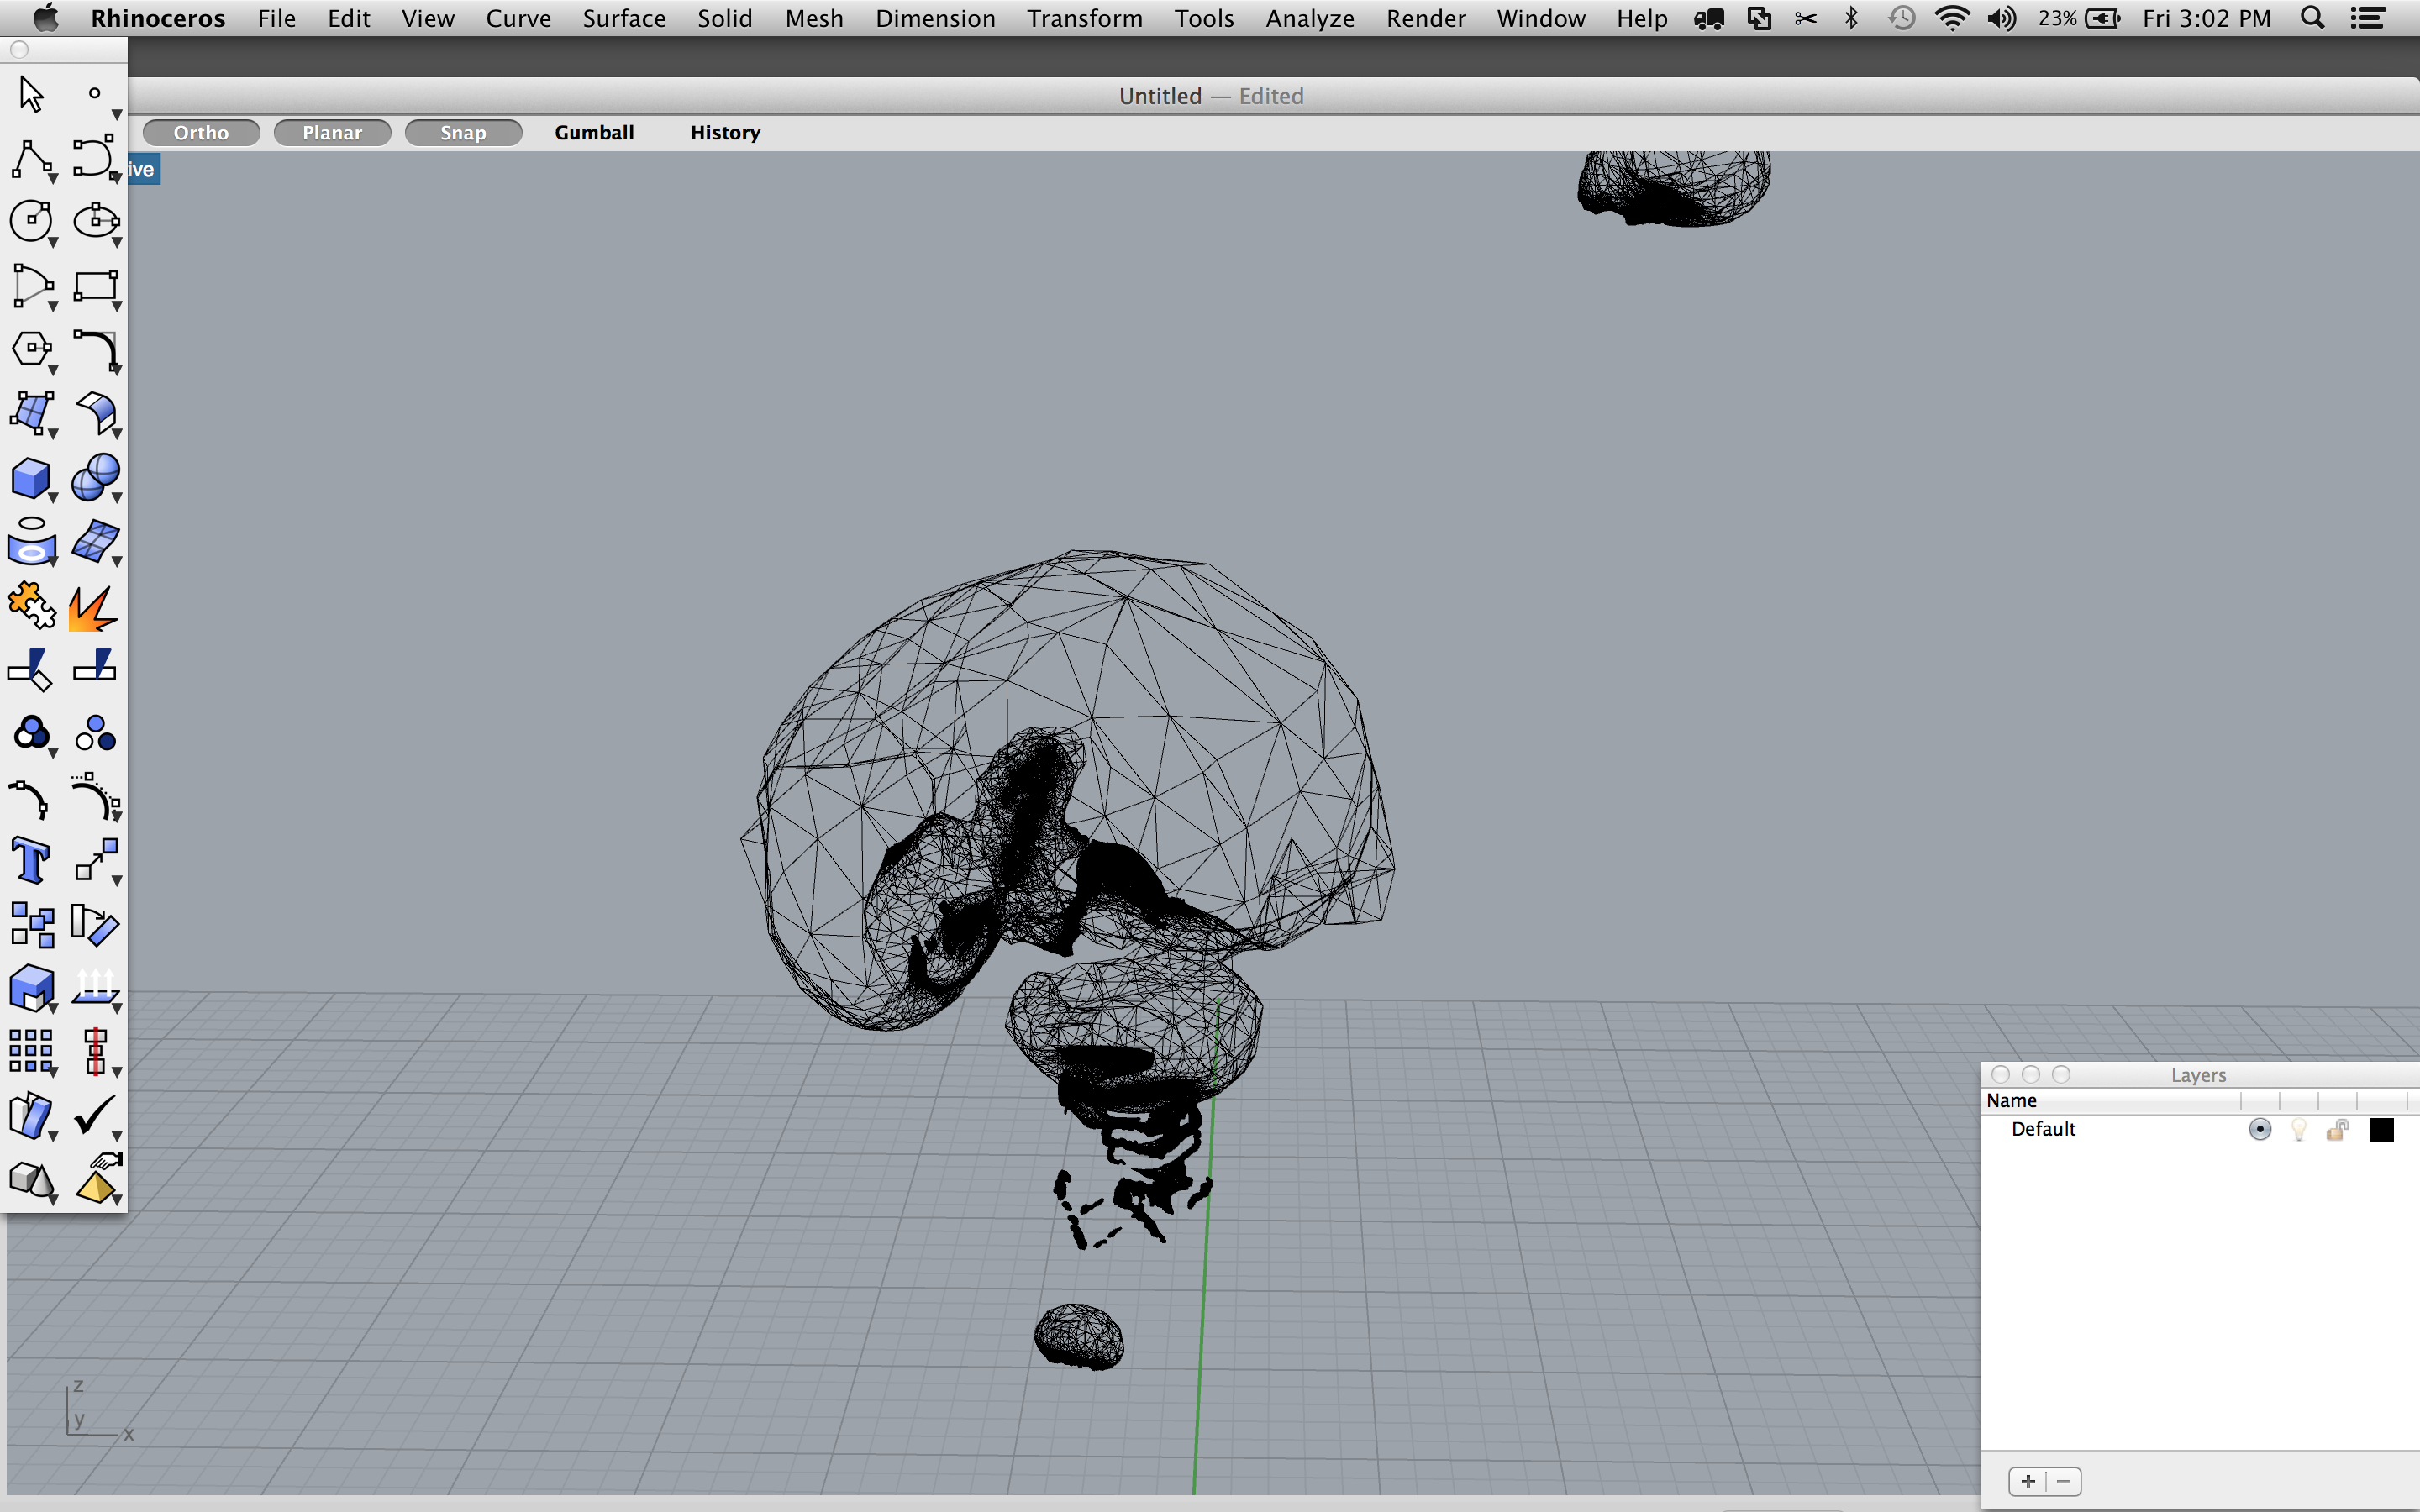 Rhinoceros File Edit View Curve Surface Solid Mesh Dimension Transform Tools Analyze Render Window Help 23% Fri 3:02 PM
Untitled — Edited
Ortho Planar Snap Gumball History
ive
Layers
Name
Default
z
y
x